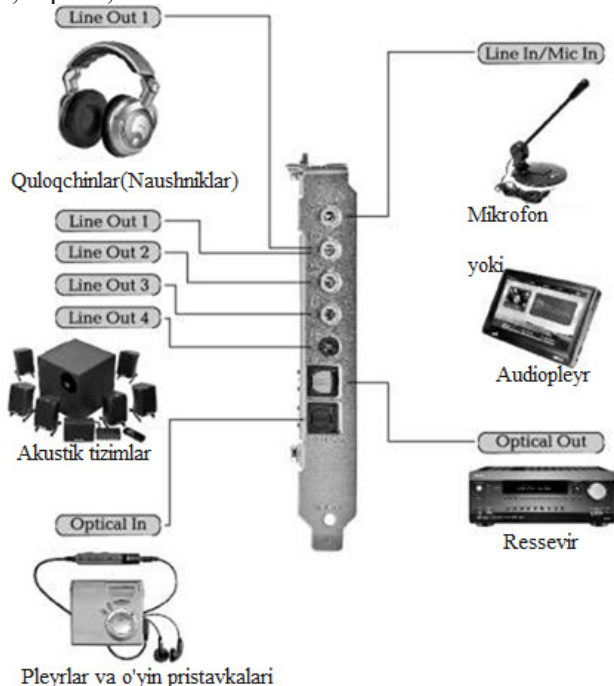 Line Out 1
Quloqchinlar(Naushniklar)
Line Out 1
Line Out 2
Line Out 3
Line Out 4
Akustik tizimlar
Optical In
Pleyrlar va o'yin pristavkalari
Line In/Mic In
Mikrofon
yoki
Audiopleyr
Optical Out
Ressevir